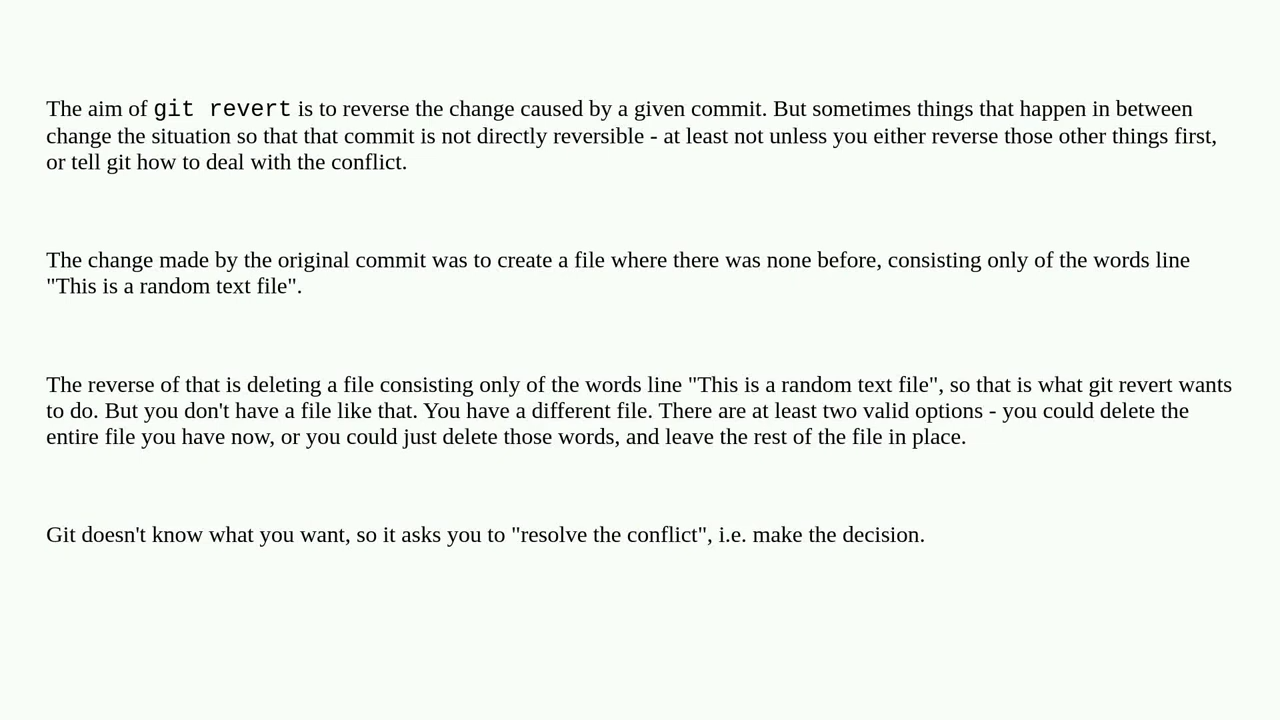 The aim of git revert is to reverse the change caused by a given commit. But sometimes things that happen in between
change the situation so that that commit is not directly reversible - at least not unless you either reverse those other things first,
or tell git how to deal with the conflict.
The change made by the original commit was to create a file where there was none before, consisting only of the words line
"This is a random text file".
The reverse of that is deleting a file consisting only of the words line "This is a random text file", so that is what git revert wants
to do. But you don't have a file like that. You have a different file. There are at least two valid options - you could delete the
entire file you have now, or you could just delete those words, and leave the rest of the file in place.
Git doesn't know what you want, so it asks you to "resolve the conflict", i.e. make the decision.